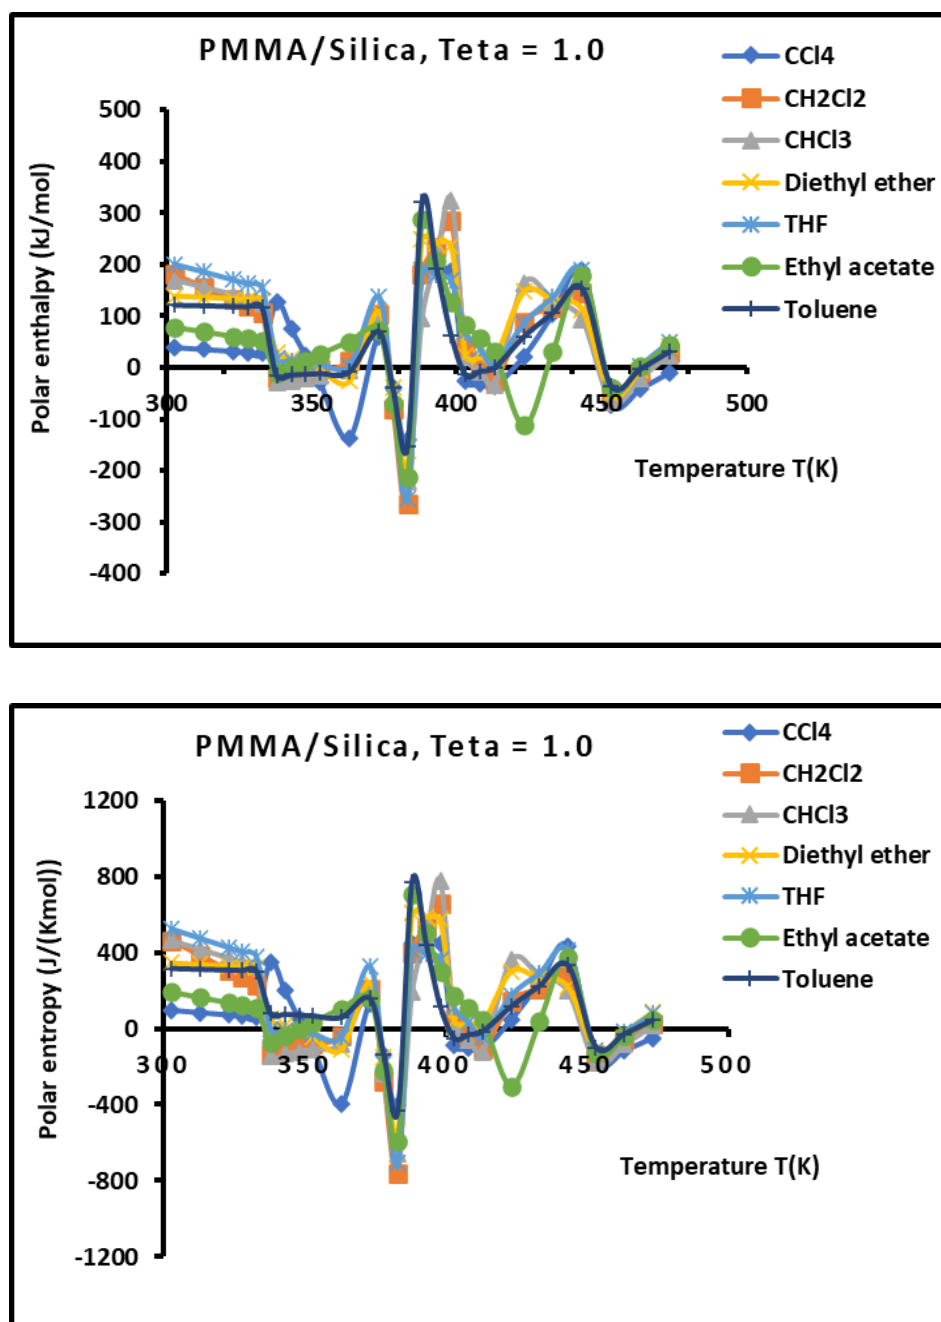 PMMA/Silica, Teta = 1.0
CCl4
CH2Cl2
CHCl3
Diethyl ether
THF
Ethyl acetate
Toluene
Polar enthalpy (kJ/mol)
500
400
300
200
100
0
-100
-200
-300
-400
300
350
400
450
500
Temperature T(K)
PMMA/Silica, Teta = 1.0
CCl4
CH2Cl2
CHCl3
Diethyl ether
THF
Ethyl acetate
Toluene
Polar entropy (J/(Kmol))
1200
800
400
0
-400
-800
-1200
300
350
400
450
500
Temperature T(K)